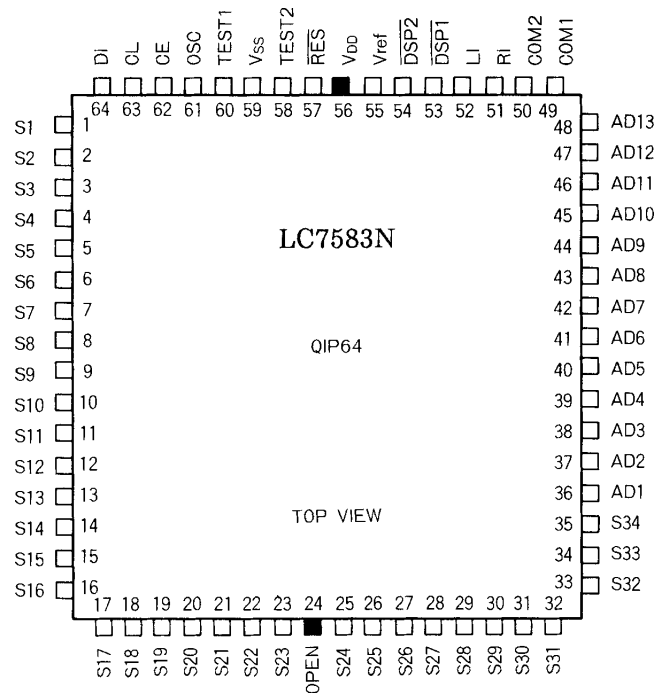 Di CL CE OSC TEST1 Vss TEST2 RES VDD Vref DSP2 DSP1 LI Ri COM2 COM1
64 63 62 61 60 59 58 57 56 55 54 53 52 51 50 49
S1 1 48 AD13
S2 2 47 AD12
S3 3 46 AD11
S4 4 45 AD10
S5 5 44 AD9
LC7583N
S6 6 43 AD8
S7 7 42 AD7
S8 8 41 AD6
QIP64
S9 9 40 AD5
S10 10 39 AD4
S11 11 38 AD3
S12 12 37 AD2
S13 13 36 AD1
TOP VIEW
S14 14 35 S34
S15 15 34 S33
S16 16 33 S32
17 18 19 20 21 22 23 24 25 26 27 28 29 30 31 32
S17 S18 S19 S20 S21 S22 S23 OPEN S24 S25 S26 S27 S28 S29 S30 S31